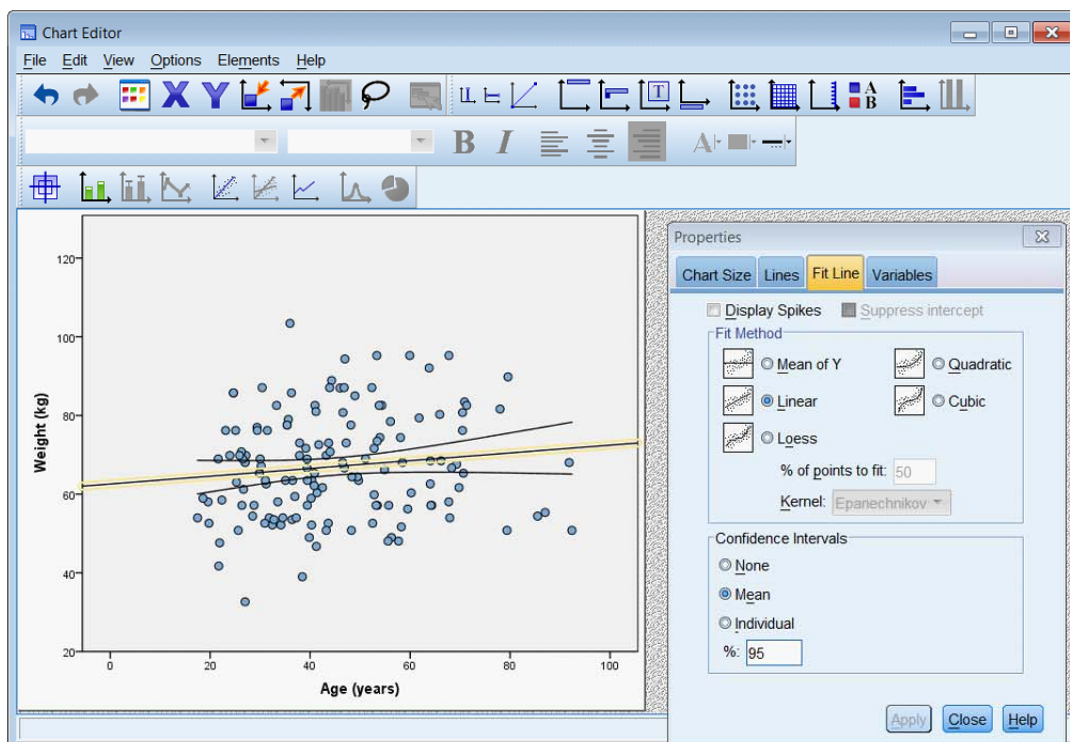 Chart Editor
File Edit View Options Elements Help
X Y T A B
B I A
120
100
80
60
40
20
Weight (kg)
0 20 40 60 80 100
Age (years)
Properties
Chart Size Lines Fit Line Variables
Display Spikes Suppress intercept
Fit Method
Mean of Y Quadratic
Linear Cubic
Loess
% of points to fit: 50
Kernel: Epanechnikov
Confidence Intervals
None
Mean
Individual
%: 95
Apply Close Help